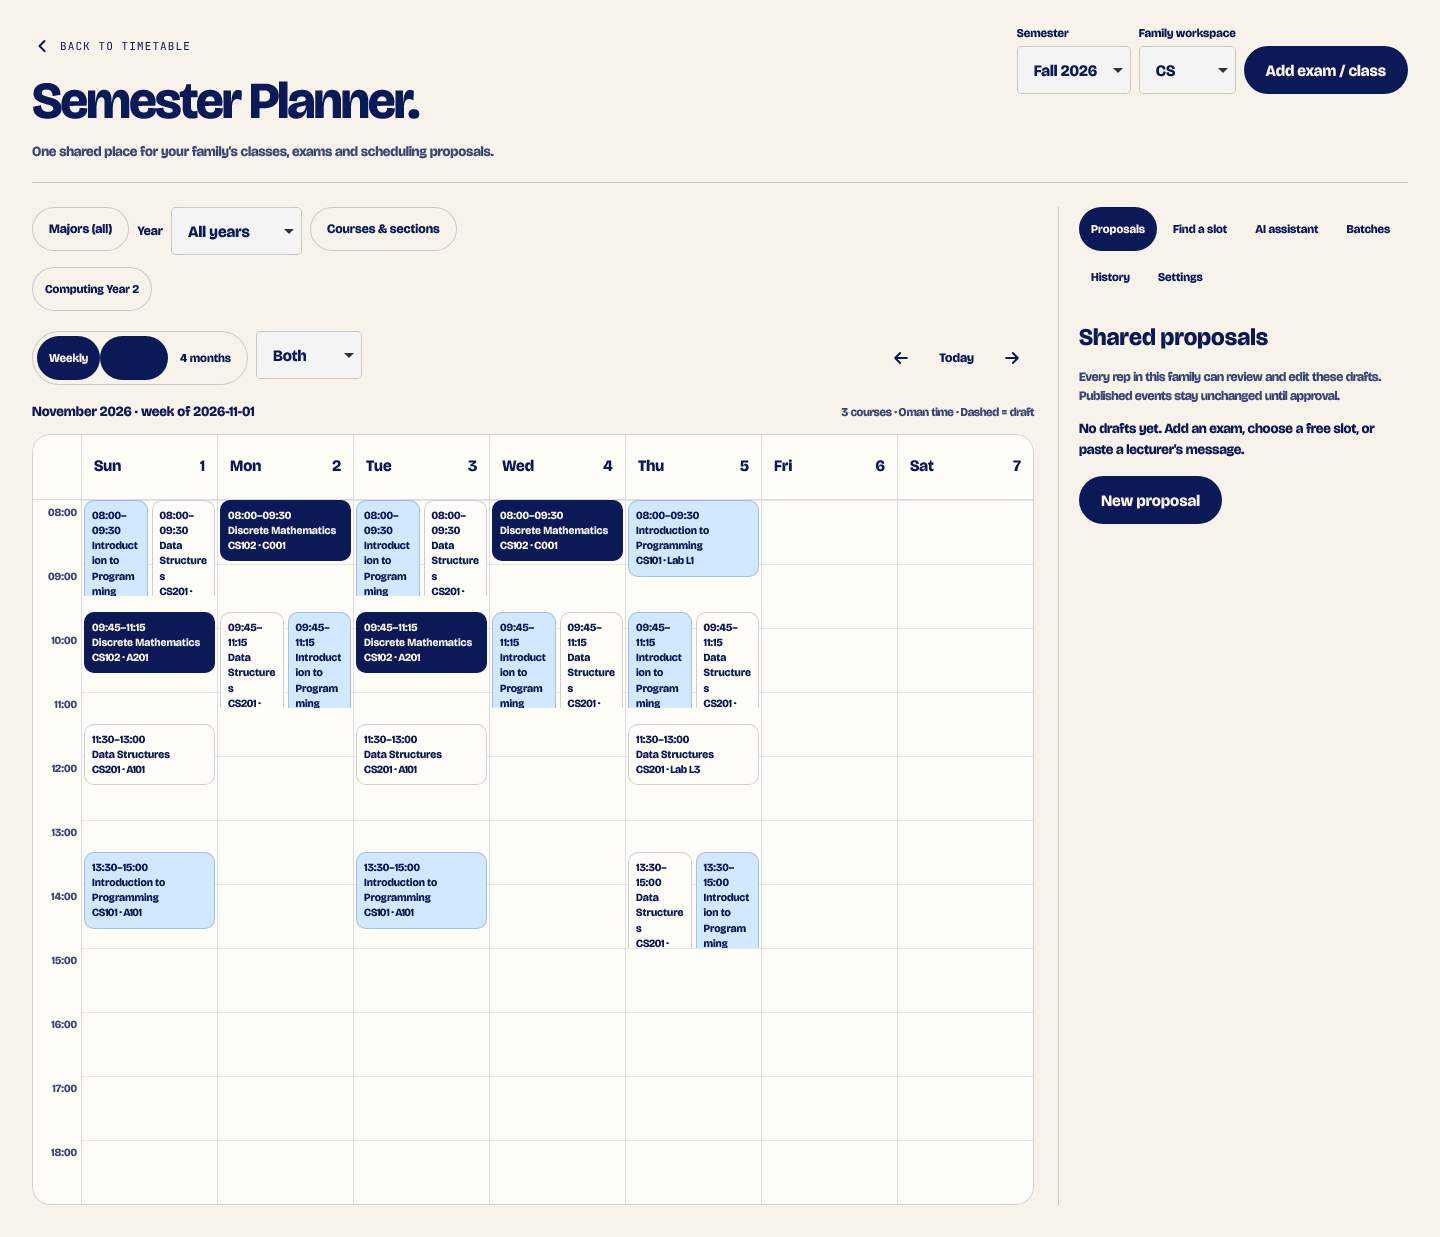 BACK TO TIMETABLE
Semester Planner.
One shared place for your family's classes, exams and scheduling proposals.
Semester
Fall 2026
Family workspace
CS
Add exam / class
Majors (all)
Year
All years
Courses & sections
Computing Year 2
Weekly
4 months
Both
Today
November 2026 · week of 2026-11-01
3 courses · Oman time · Dashed = draft
Sun 1
Mon 2
Tue 3
Wed 4
Thu 5
Fri 6
Sat 7
08:00
09:00
10:00
11:00
12:00
13:00
14:00
15:00
16:00
17:00
18:00
08:00–
09:30
Introduct
ion to
Program
ming
08:00–
09:30
Data
Structure
s
CS201 ·
09:45–11:15
Discrete Mathematics
CS102 · A201
11:30–13:00
Data Structures
CS201 · A101
13:30–15:00
Introduction to
Programming
CS101 · A101
08:00–09:30
Discrete Mathematics
CS102 · C001
09:45–
11:15
Data
Structure
s
CS201 ·
09:45–
11:15
Introduct
ion to
Program
ming
08:00–
09:30
Introduct
ion to
Program
ming
08:00–
09:30
Data
Structure
s
CS201 ·
09:45–11:15
Discrete Mathematics
CS102 · A201
11:30–13:00
Data Structures
CS201 · A101
13:30–15:00
Introduction to
Programming
CS101 · A101
08:00–09:30
Discrete Mathematics
CS102 · C001
09:45–
11:15
Introduct
ion to
Program
ming
09:45–
11:15
Data
Structure
s
CS201 ·
08:00–09:30
Introduction to
Programming
CS101 · Lab L1
09:45–
11:15
Introduct
ion to
Program
ming
09:45–
11:15
Data
Structure
s
CS201 ·
11:30–13:00
Data Structures
CS201 · Lab L3
13:30–
15:00
Data
Structure
s
CS201 ·
13:30–
15:00
Introduct
ion to
Program
ming
Proposals
Find a slot
AI assistant
Batches
History
Settings
Shared proposals
Every rep in this family can review and edit these drafts.
Published events stay unchanged until approval.
No drafts yet. Add an exam, choose a free slot, or
paste a lecturer's message.
New proposal